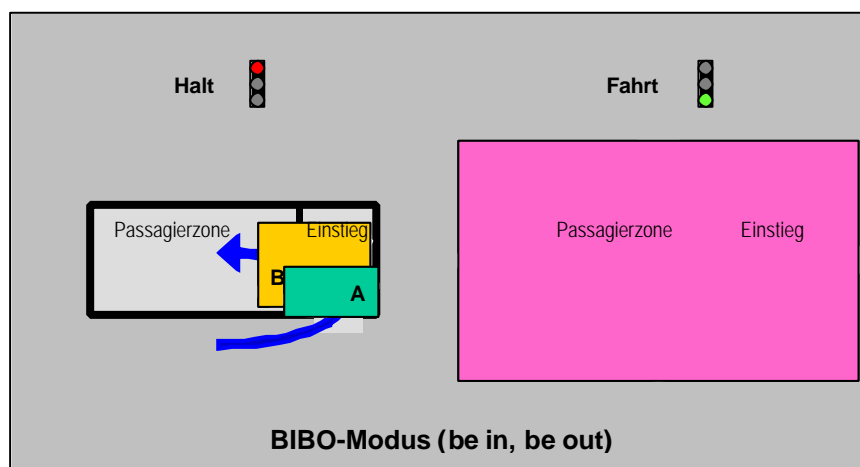 Halt
Fahrt
Passagierzone
Einstieg
Passagierzone
Einstieg
B
A
BIBO-Modus (be in, be out)